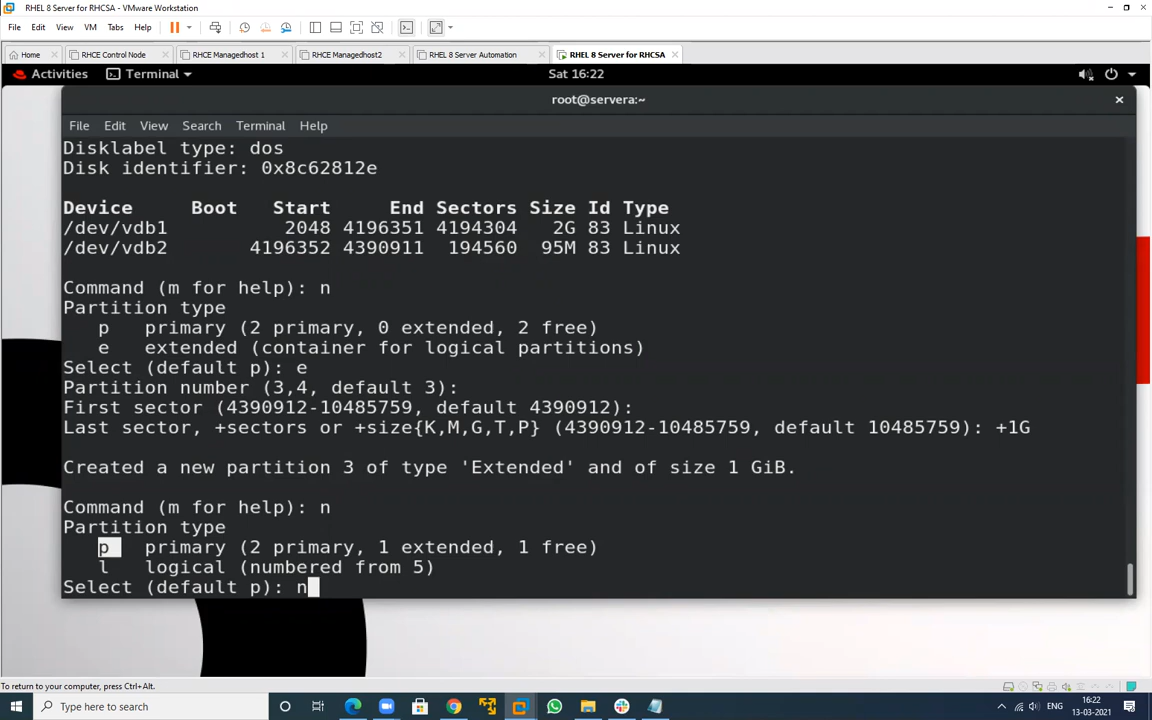 RHEL 8 Server for RHCSA - VMware Workstation
File Edit View VM Tabs Help
Home RHCE Control Node RHCE Managedhost 1 RHCE Managedhost2 RHEL 8 Server Automation RHEL 8 Server for RHCSA
Activities Terminal Sat 16:22
root@servera:~
File Edit View Search Terminal Help
Disklabel type: dos
Disk identifier: 0x8c62812e
Device Boot Start End Sectors Size Id Type
/dev/vdb1 2048 4196351 4194304 2G 83 Linux
/dev/vdb2 4196352 4390911 194560 95M 83 Linux
Command (m for help): n
Partition type
p primary (2 primary, 0 extended, 2 free)
e extended (container for logical partitions)
Select (default p): e
Partition number (3,4, default 3):
First sector (4390912-10485759, default 4390912):
Last sector, +sectors or +size{K,M,G,T,P} (4390912-10485759, default 10485759): +1G
Created a new partition 3 of type 'Extended' and of size 1 GiB.
Command (m for help): n
Partition type
p primary (2 primary, 1 extended, 1 free)
l logical (numbered from 5)
Select (default p): n
To return to your computer, press Ctrl+Alt.
Type here to search
ENG
16:22
13-03-2021